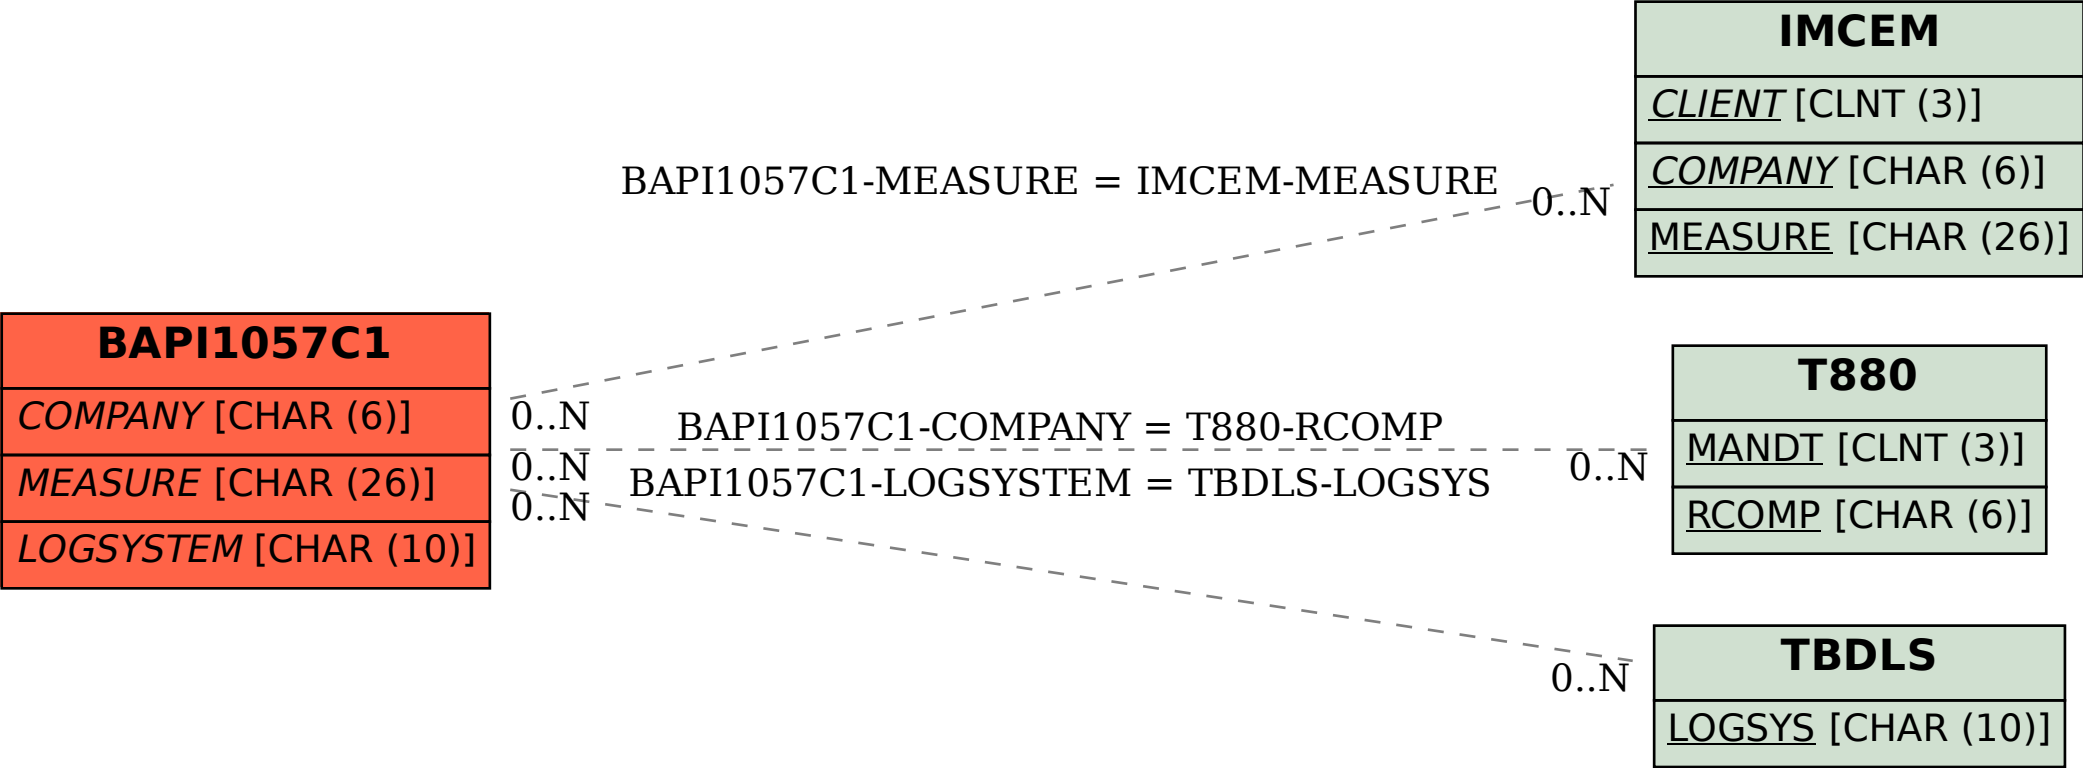 IMCEM
CLIENT [CLNT (3)]
COMPANY [CHAR (6)]
MEASURE [CHAR (26)]
BAPI1057C1-MEASURE = IMCEM-MEASURE
0..N
BAPI1057C1
COMPANY [CHAR (6)]
MEASURE [CHAR (26)]
LOGSYSTEM [CHAR (10)]
0..N
BAPI1057C1-COMPANY = T880-RCOMP
0..N
0..N
BAPI1057C1-LOGSYSTEM = TBDLS-LOGSYS
0..N
T880
MANDT [CLNT (3)]
RCOMP [CHAR (6)]
0..N
TBDLS
LOGSYS [CHAR (10)]